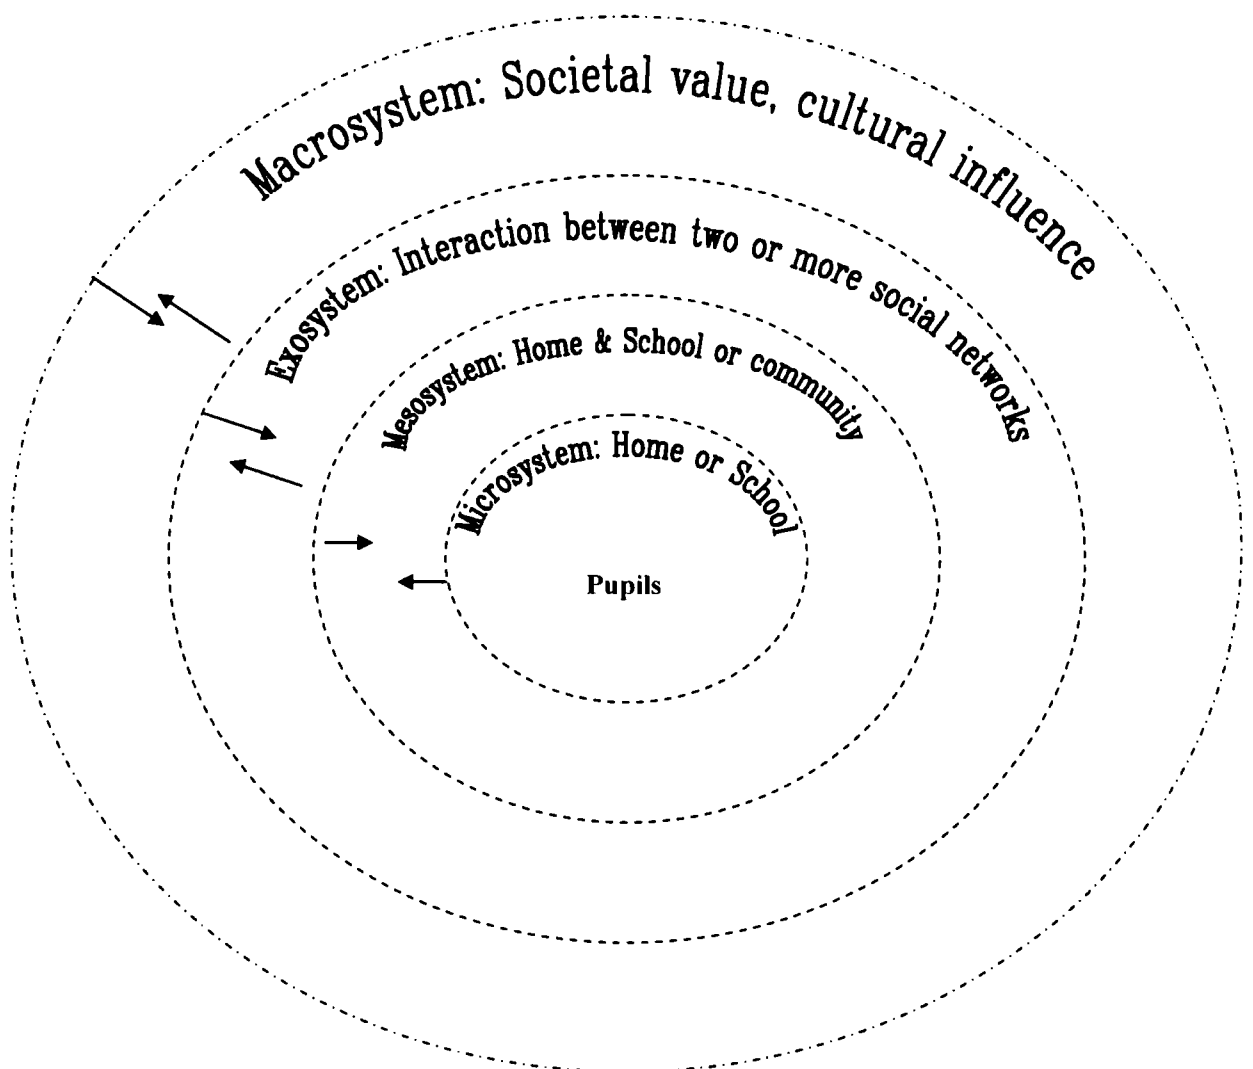 Macrosystem: Societal value, cultural influence
Exosystem: Interaction between two or more social networks
Mesosystem: Home & School or community
Microsystem: Home or School
Pupils